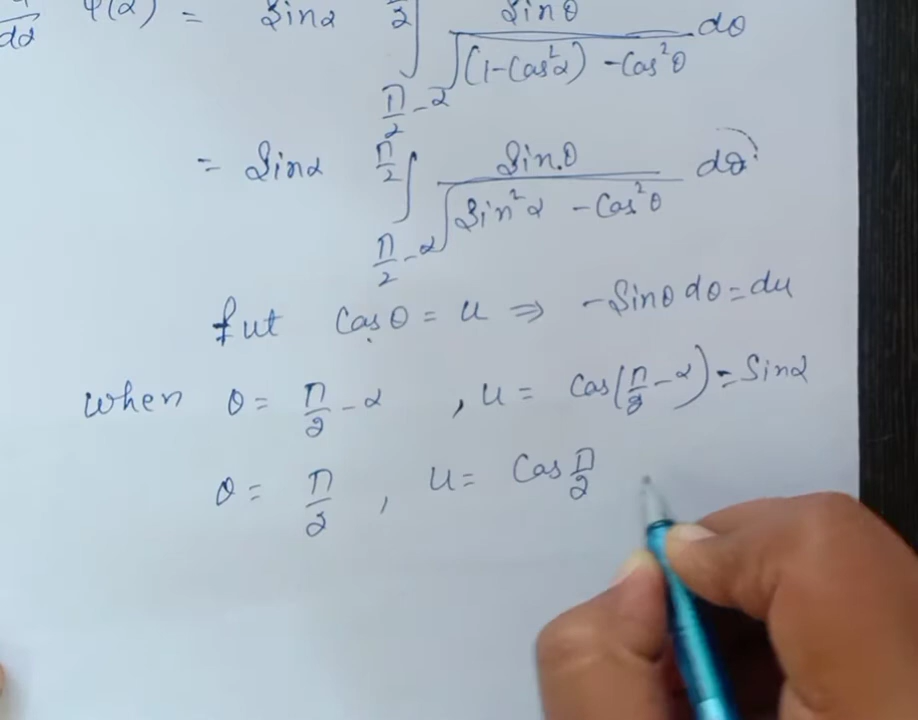 d/dα φ(α) = Sinα ∫_{π/2-α}^{π/2} Sinθ / √((1-Cos²α) - Cos²θ) dθ
= Sinα ∫_{π/2-α}^{π/2} Sinθ / √(Sin²α - Cos²θ) dθ
Put Cosθ = u ⇒ -Sinθ dθ = du
When θ = π/2 - α , u = Cos(π/2 - α) = Sinα
θ = π/2 , u = Cos π/2